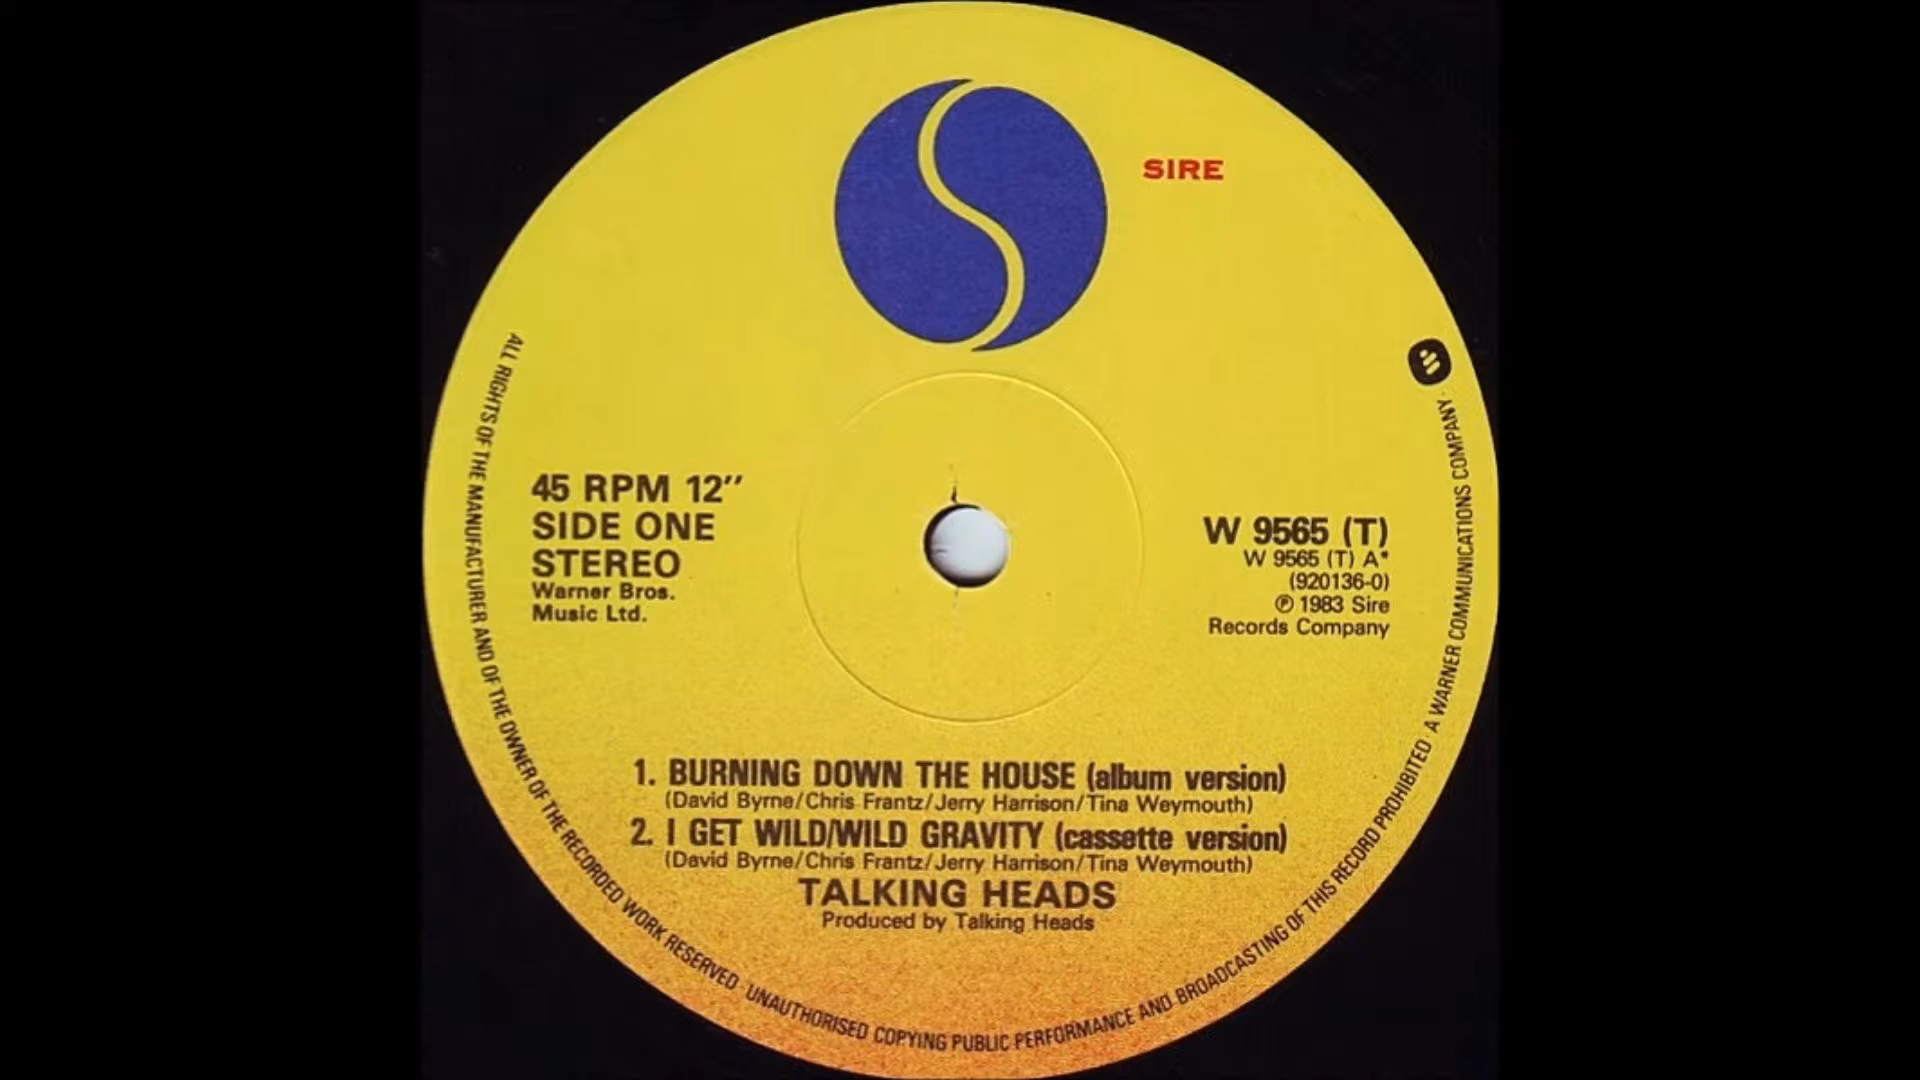 SIRE
45 RPM 12″
SIDE ONE
STEREO
Warner Bros.
Music Ltd.
W 9565 (T)
W 9565 (T) A*
(920136-0)
℗ 1983 Sire
Records Company
1. BURNING DOWN THE HOUSE (album version)
(David Byrne/Chris Frantz/Jerry Harrison/Tina Weymouth)
2. I GET WILD/WILD GRAVITY (cassette version)
(David Byrne/Chris Frantz/Jerry Harrison/Tina Weymouth)
TALKING HEADS
Produced by Talking Heads
ALL RIGHTS OF THE MANUFACTURER AND OF THE OWNER OF THE RECORDED WORK RESERVED · UNAUTHORISED COPYING PUBLIC PERFORMANCE AND BROADCASTING OF THIS RECORD PROHIBITED · A WARNER COMMUNICATIONS COMPANY ·